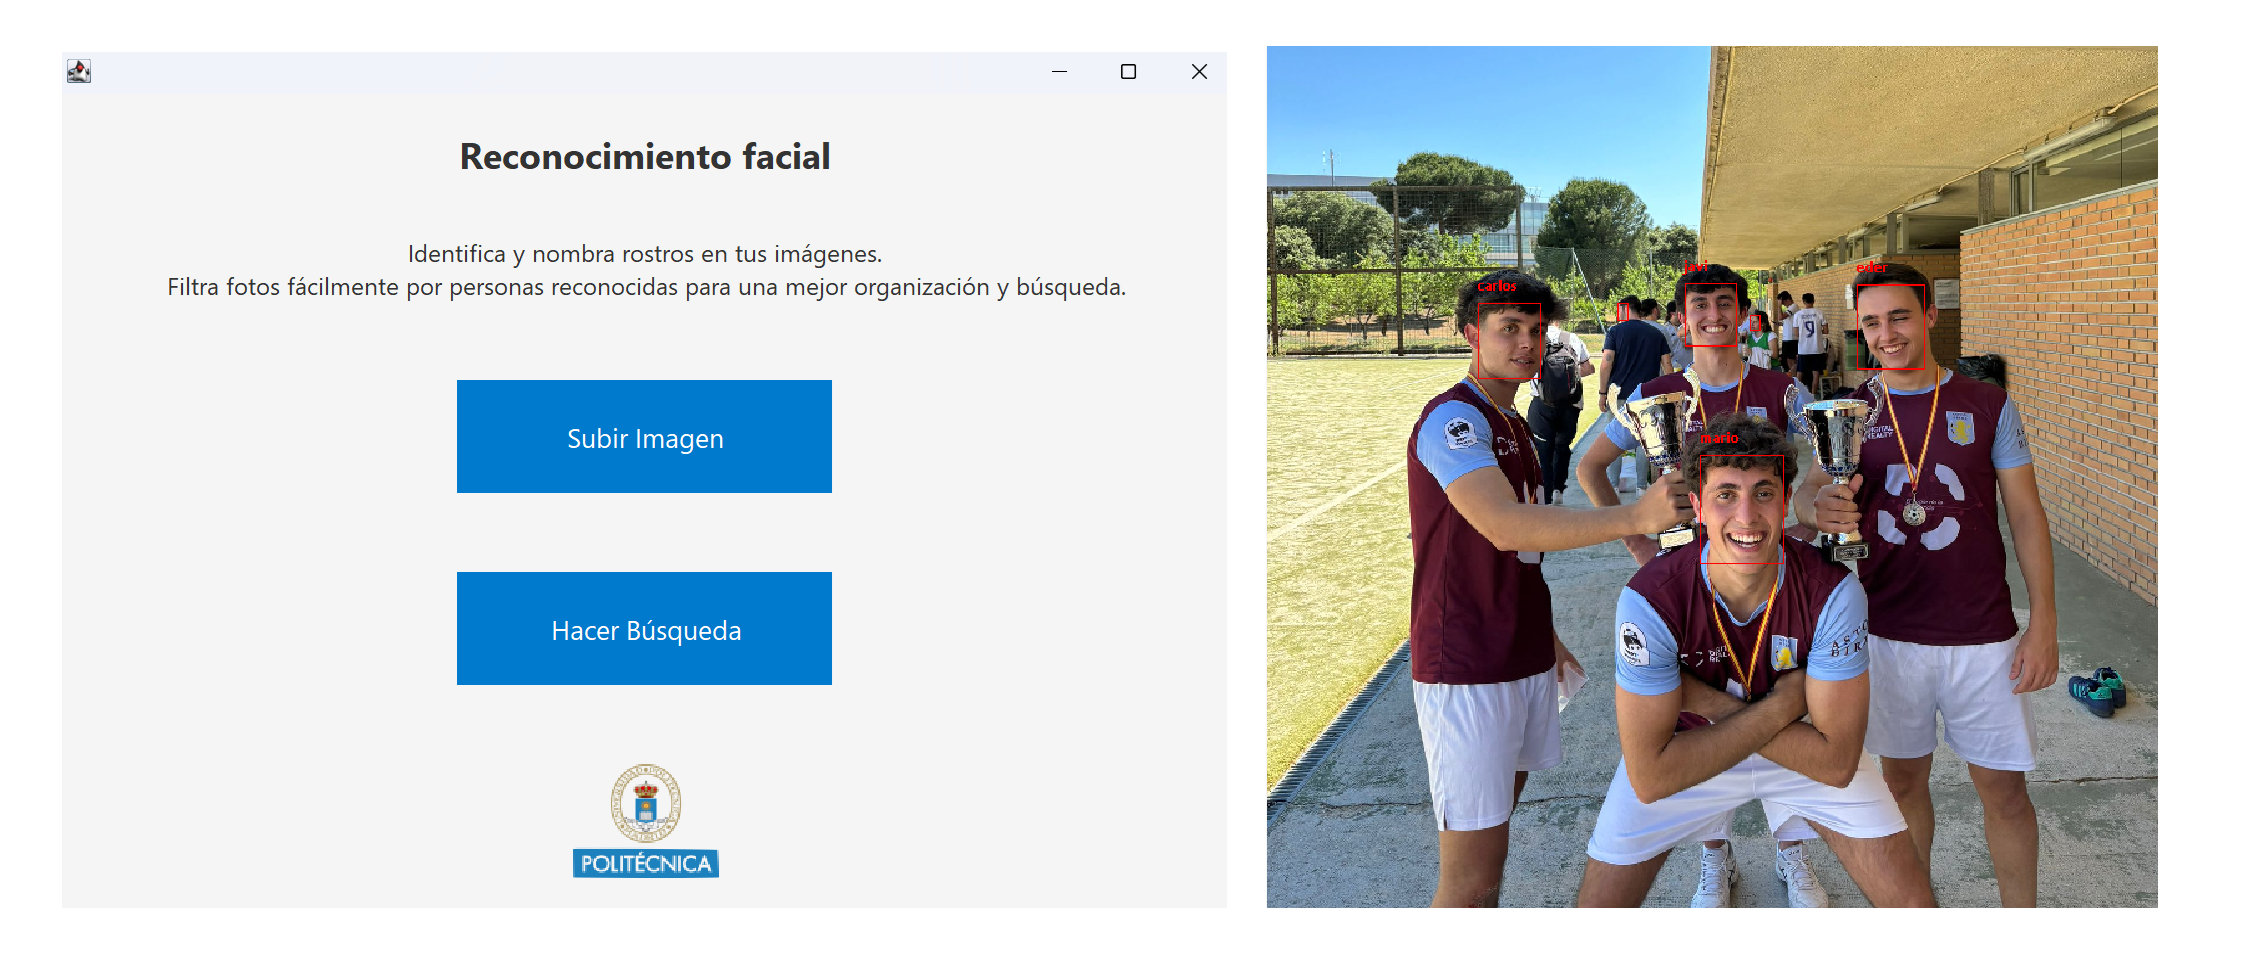 Reconocimiento facial
Identifica y nombra rostros en tus imágenes.
Filtra fotos fácilmente por personas reconocidas para una mejor organización y búsqueda.
Subir Imagen
Hacer Búsqueda
POLITÉCNICA
javi
eder
carlos
9
mario